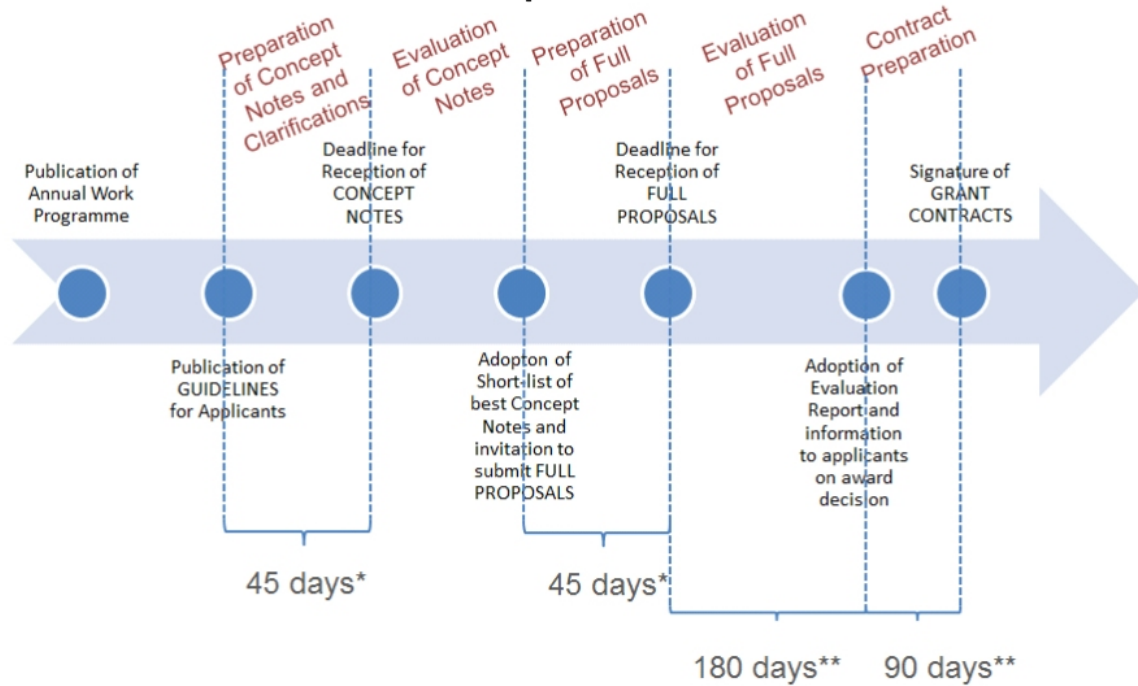 Preparation
of Concept
Notes and
Clarifications
Evaluation
of Concept
Notes
Preparation
of Full
Proposals
Evaluation
of Full
Proposals
Contract
Preparation
Publication of
Annual Work
Programme
Deadline for
Reception of
CONCEPT
NOTES
Deadline for
Reception of
FULL
PROPOSALS
Signature of
GRANT
CONTRACTS
Publication of
GUIDELINES
for Applicants
Adopton of
Short-list of
best Concept
Notes and
invitation to
submit FULL
PROPOSALS
Adoption of
Evaluation
Report and
information
to applicants
on award
decision
45 days*
45 days*
180 days**
90 days**